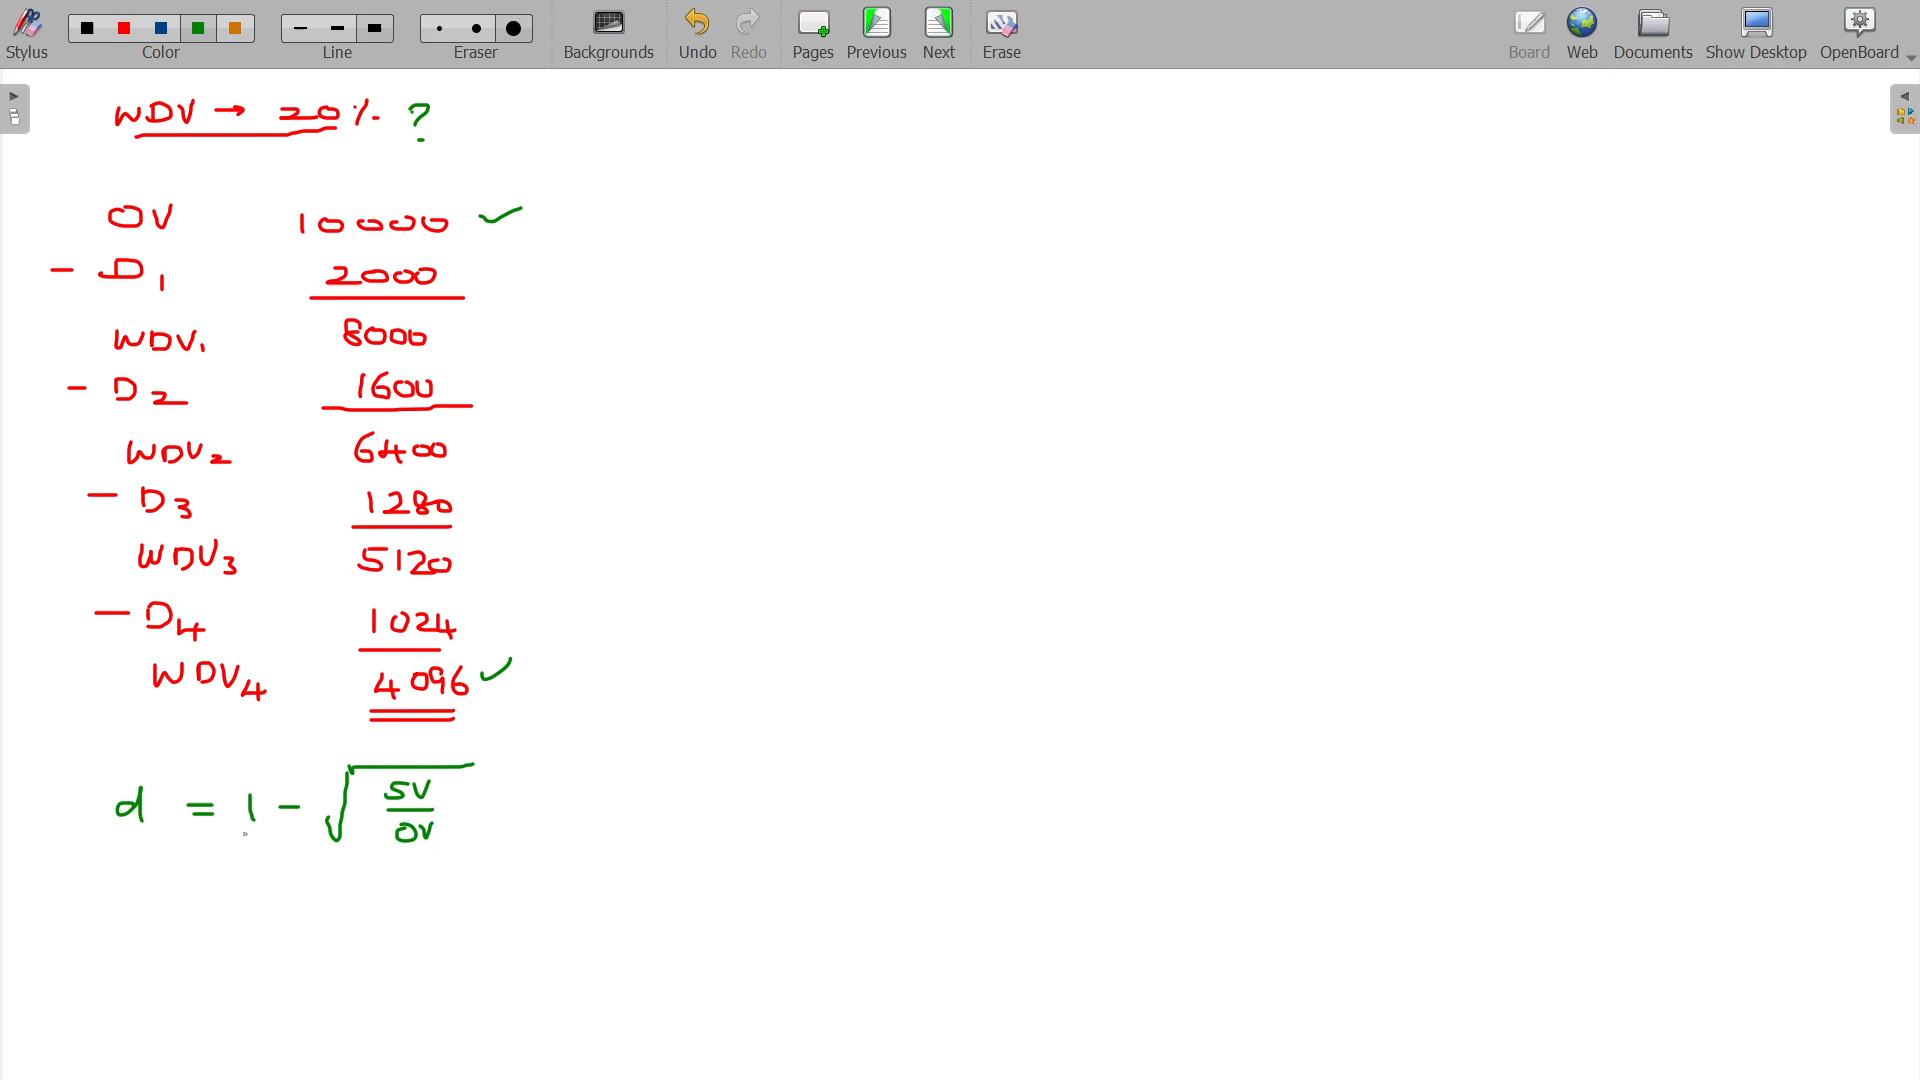 Stylus Color Line Eraser Backgrounds Undo Redo Pages Previous Next Erase Board Web Documents Show Desktop OpenBoard
WDV → 20% ?
OV 10000 ✓
- D1 2000
WDV1 8000
- D2 1600
WDV2 6400
- D3 1280
WDV3 5120
- D4 1024
WDV4 4096 ✓
d = 1 - √(SV/OV)